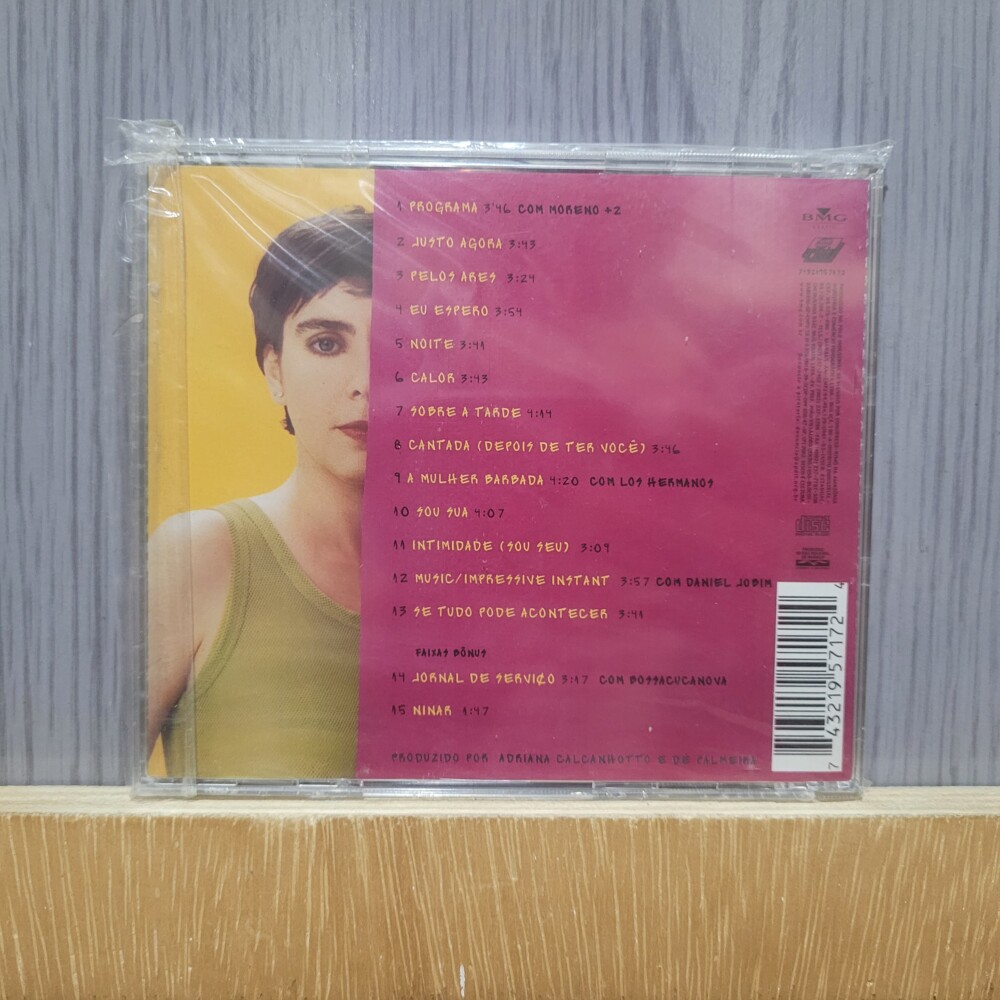 1 PROGRAMA 3'46 COM MORENO +2
2 JUSTO AGORA 3:43
3 PELOS ARES 3:24
4 EU ESPERO 3:54
5 NOITE 3:41
6 CALOR 3:43
7 SOBRE A TARDE 4:14
8 CANTADA (DEPOIS DE TER VOCÊ) 3:46
9 A MULHER BARBADA 4:20 COM LOS HERMANOS
10 SOU SUA 4:07
11 INTIMIDADE (SOU SEU) 3:09
12 MUSIC/IMPRESSIVE INSTANT 3:57 COM DANIEL JOBIM
13 SE TUDO PODE ACONTECER 3:41
FAIXAS BÔNUS
14 JORNAL DE SERVIÇO 3:17 COM BOSSACUCANOVA
15 NINAR 1:47
PRODUZIDO POR ADRIANA CALCANHOTTO E DÉ PALMEIRA
BMG
disc
7 43219 57172 4